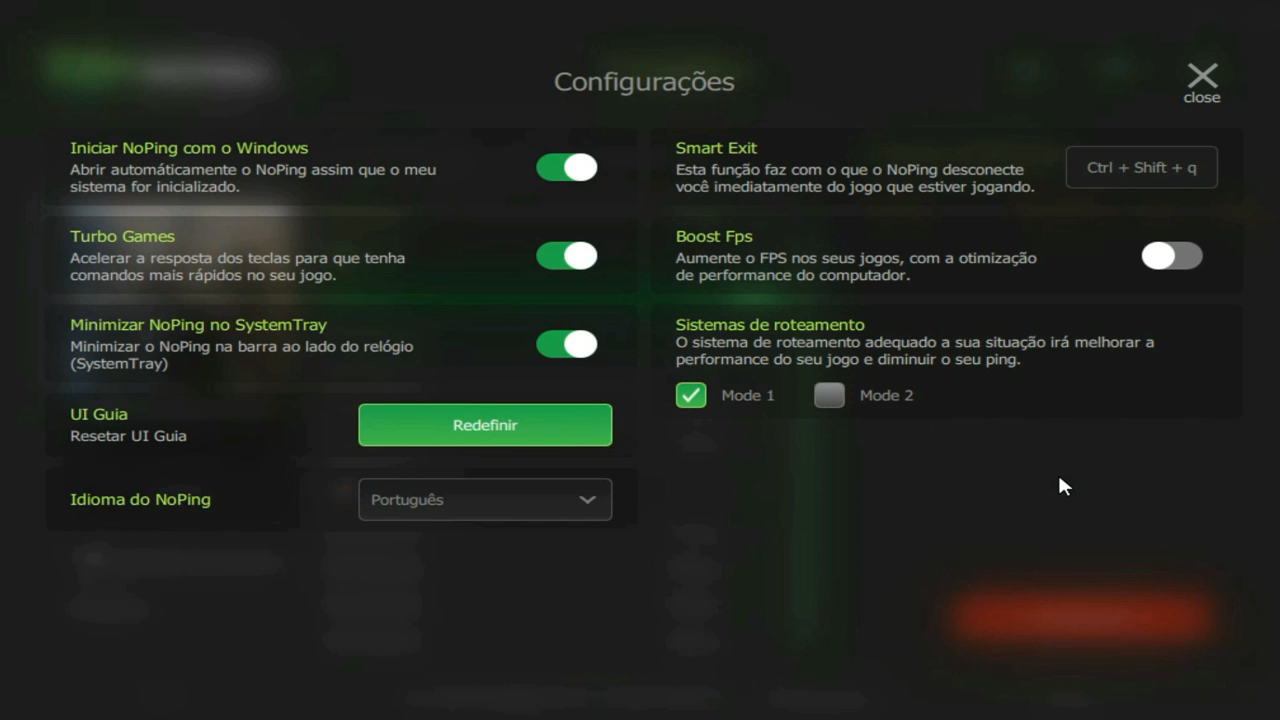 Configurações
close
Iniciar NoPing com o Windows
Abrir automáticamente o NoPing assim que o meu
sistema for inicializado.
Turbo Games
Acelerar a resposta dos teclas para que tenha
comandos mais rápidos no seu jogo.
Minimizar NoPing no SystemTray
Minimizar o NoPing na barra ao lado do relógio
(SystemTray)
UI Guia
Resetar UI Guia
Redefinir
Idioma do NoPing
Português
Smart Exit
Esta função faz com o que o NoPing desconecte
você imediatamente do jogo que estiver jogando.
Ctrl + Shift + q
Boost Fps
Aumente o FPS nos seus jogos, com a otimização
de performance do computador.
Sistemas de roteamento
O sistema de roteamento adequado a sua situação irá melhorar a
performance do seu jogo e diminuir o seu ping.
Mode 1
Mode 2